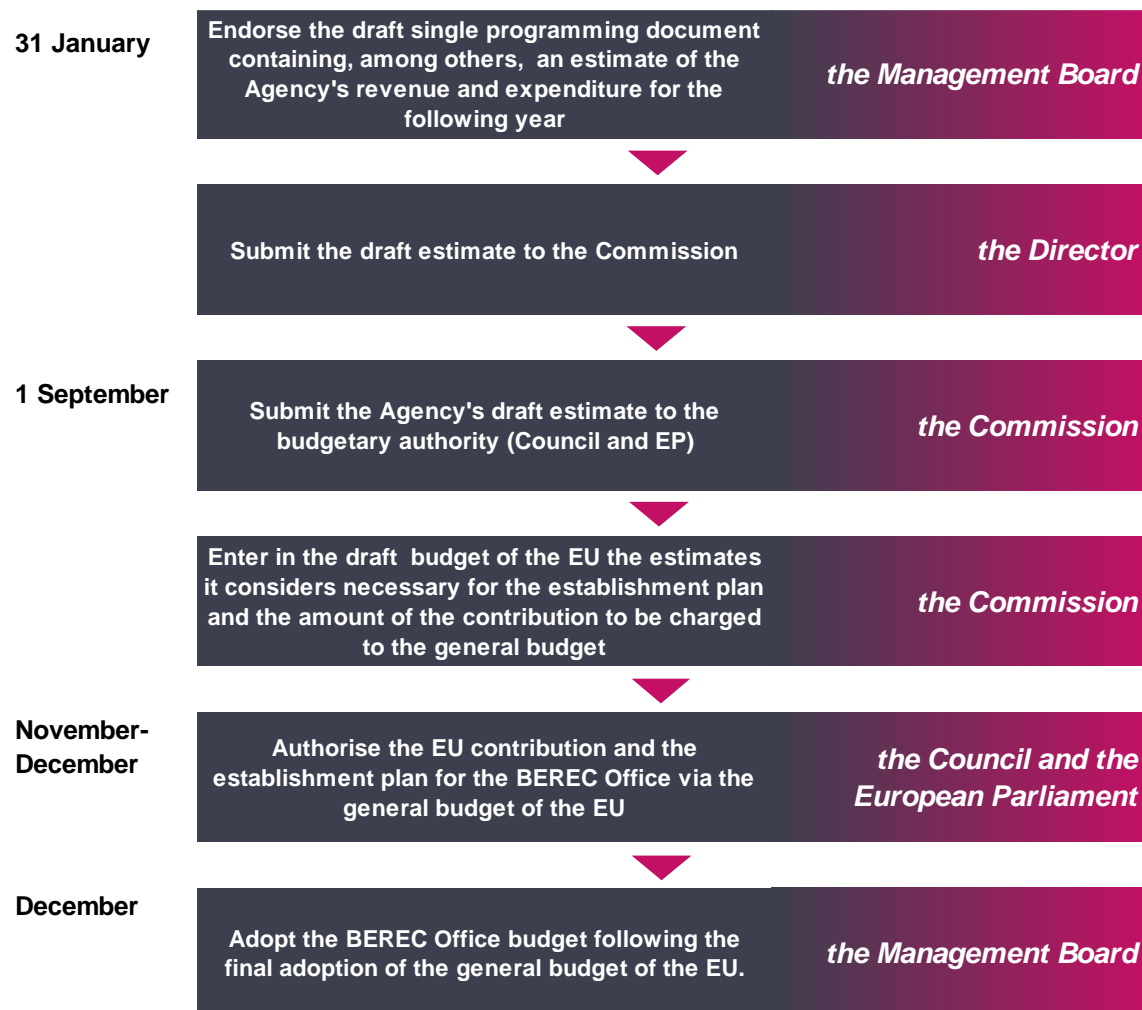 31 January
Endorse the draft single programming document
containing, among others, an estimate of the
Agency's revenue and expenditure for the
following year
the Management Board
Submit the draft estimate to the Commission
the Director
1 September
Submit the Agency's draft estimate to the
budgetary authority (Council and EP)
the Commission
Enter in the draft budget of the EU the estimates
it considers necessary for the establishment plan
and the amount of the contribution to be charged
to the general budget
the Commission
November-
December
Authorise the EU contribution and the
establishment plan for the BEREC Office via the
general budget of the EU
the Council and the
European Parliament
December
Adopt the BEREC Office budget following the
final adoption of the general budget of the EU.
the Management Board